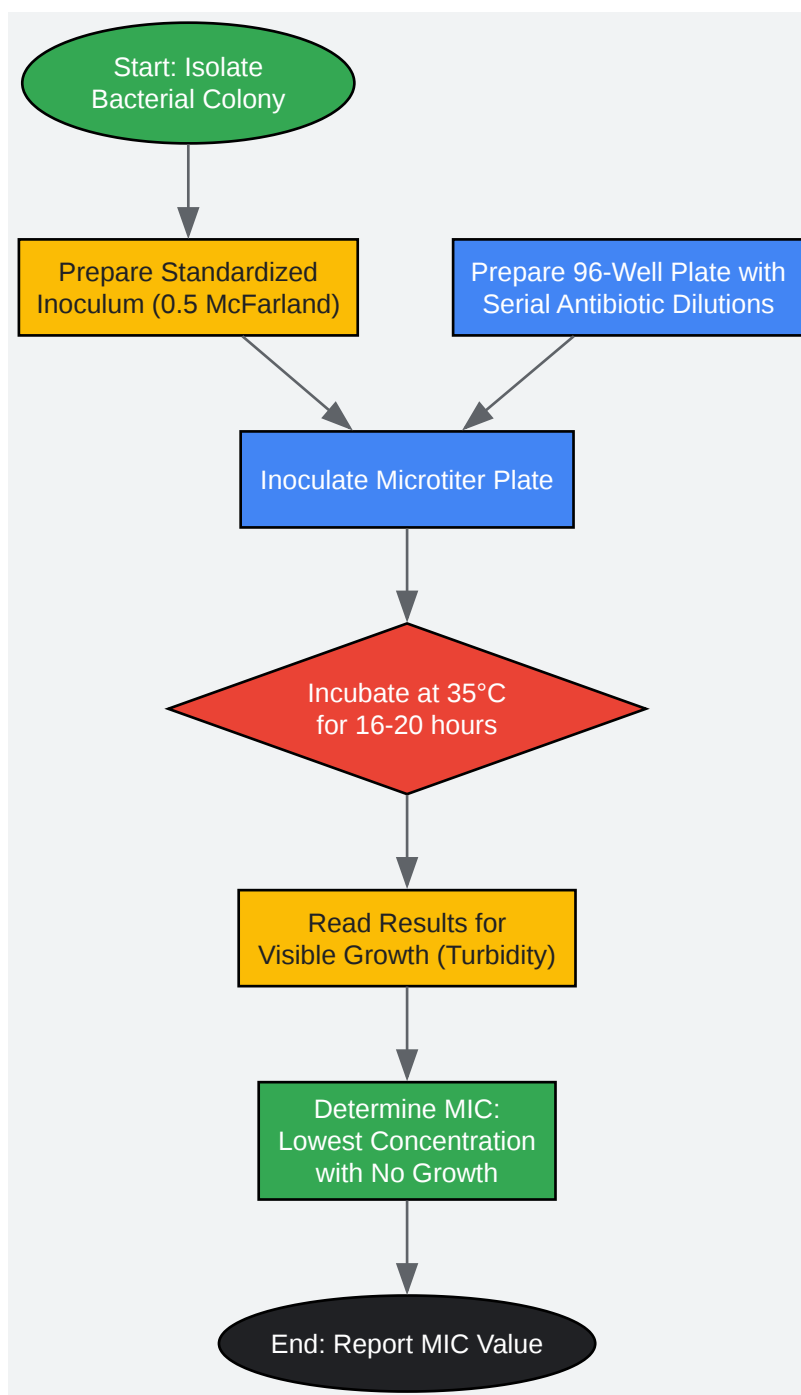 Start: Isolate
Bacterial Colony
Prepare Standardized
Inoculum (0.5 McFarland)
Prepare 96-Well Plate with
Serial Antibiotic Dilutions
Inoculate Microtiter Plate
Incubate at 35°C
for 16-20 hours
Read Results for
Visible Growth (Turbidity)
Determine MIC:
Lowest Concentration
with No Growth
End: Report MIC Value